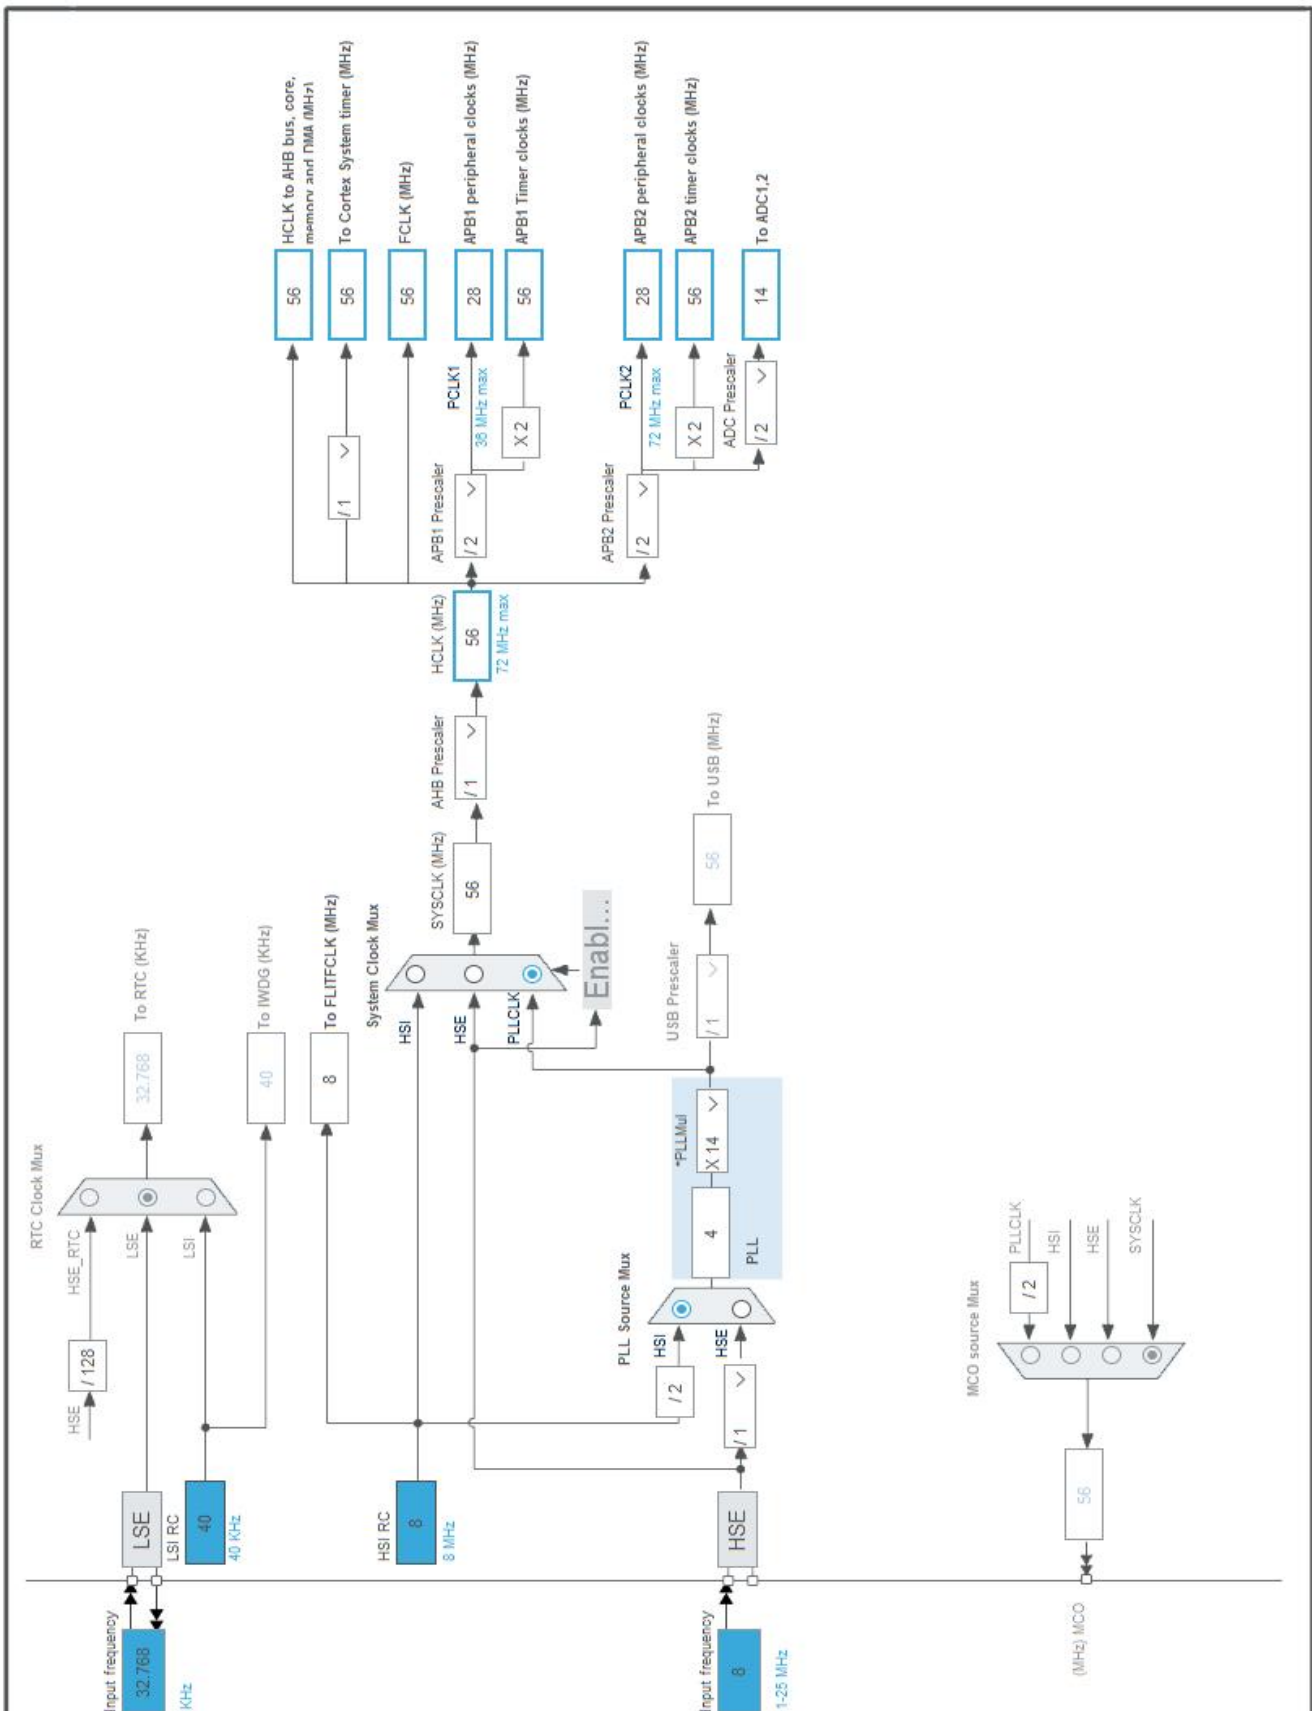 RTC Clock Mux
HSE
/ 128
HSE_RTC
Input frequency
32.768
KHz
LSE
LSE
32.768
To RTC (KHz)
LSI RC
40
40 KHz
LSI
40
To IWDG (KHz)
8
To FLITFCLK (MHz)
HSI RC
8
8 MHz
System Clock Mux
HSI
HSE
PLLCLK
Enabl...
SYSCLK (MHz)
56
AHB Prescaler
/ 1
HCLK (MHz)
56
72 MHz max
56
HCLK to AHB bus, core,
memory and DMA (MHz)
/ 1
56
To Cortex System timer (MHz)
56
FCLK (MHz)
APB1 Prescaler
/ 2
PCLK1
36 MHz max
28
APB1 peripheral clocks (MHz)
X 2
56
APB1 Timer clocks (MHz)
APB2 Prescaler
/ 2
PCLK2
72 MHz max
28
APB2 peripheral clocks (MHz)
X 2
56
APB2 timer clocks (MHz)
ADC Prescaler
/ 2
14
To ADC1,2
PLL Source Mux
/ 2
HSI
HSE
Input frequency
8
1-25 MHz
HSE
/ 1
4
*PLLMul
X 14
PLL
USB Prescaler
/ 1
56
To USB (MHz)
MCO source Mux
(MHz) MCO
56
/ 2
PLLCLK
HSI
HSE
SYSCLK